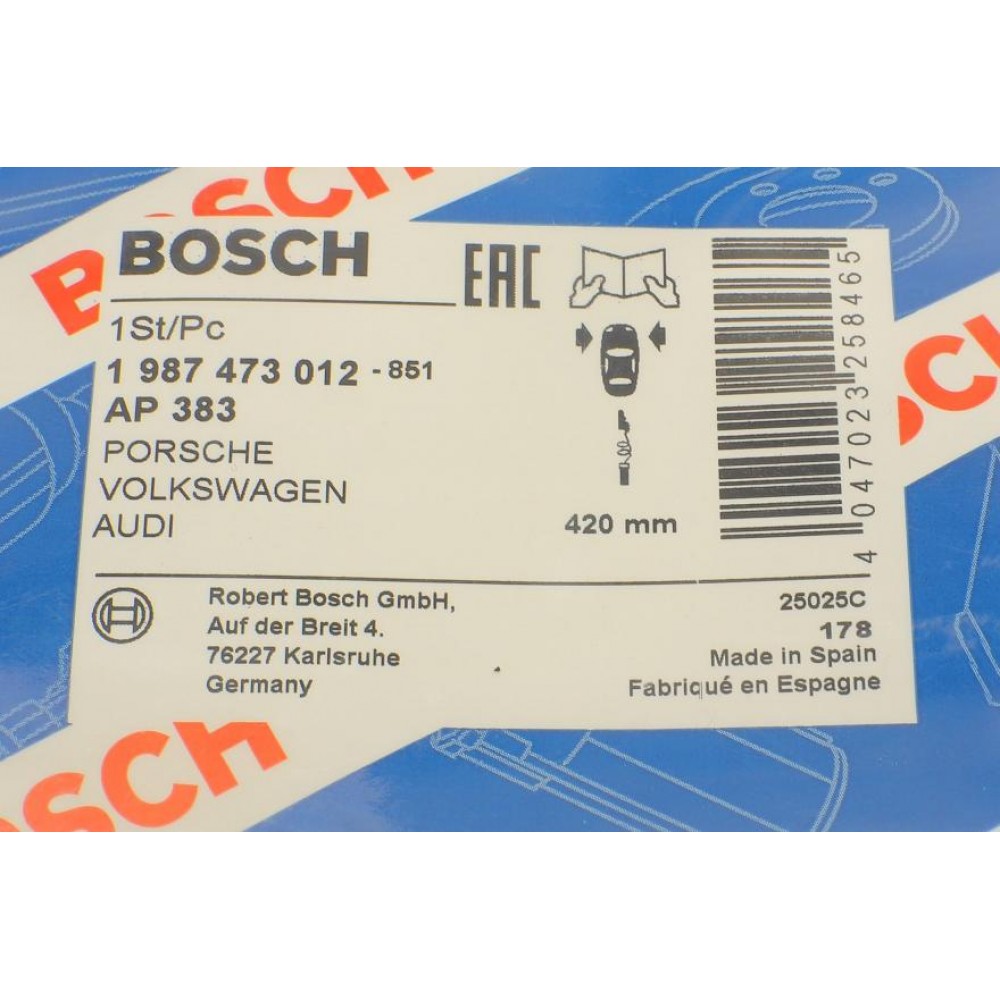 BOSCH
BOSCH
EAC
1St/Pc
1 987 473 012 - 851
AP 383
PORSCHE
VOLKSWAGEN
AUDI
420 mm
4 047023 258465
Robert Bosch GmbH,
Auf der Breit 4.
76227 Karlsruhe
Germany
25025C
178
Made in Spain
Fabriqué en Espagne
SCH
SCH